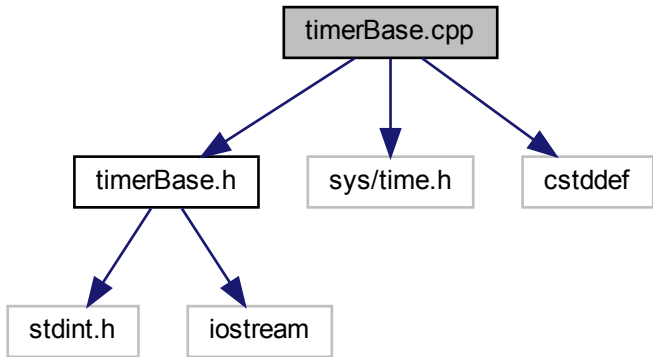 timerBase.cpp
timerBase.h
sys/time.h
cstddef
stdint.h
iostream